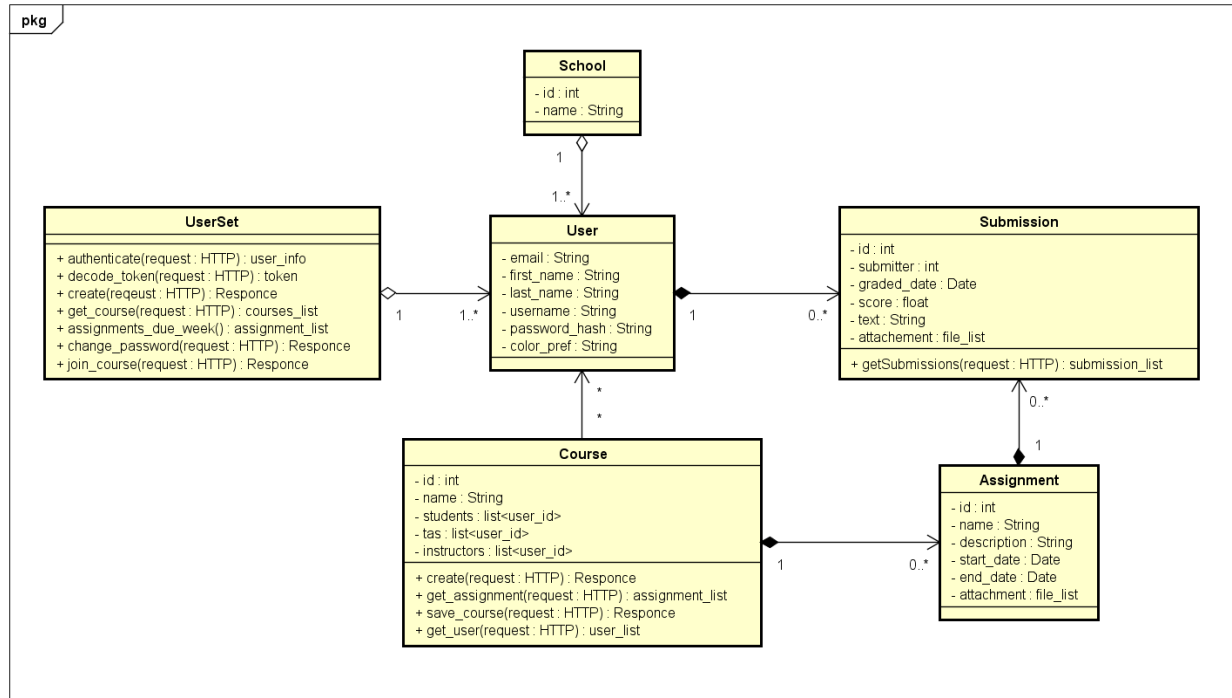 pkg
School
- id : int
- name : String
1
1..*
UserSet
+ authenticate(request : HTTP) : user_info
+ decode_token(request : HTTP) : token
+ create(reqeust : HTTP) : Responce
+ get_course(request : HTTP) : courses_list
+ assignments_due_week() : assignment_list
+ change_password(request : HTTP) : Responce
+ join_course(request : HTTP) : Responce
1
1..*
User
- email : String
- first_name : String
- last_name : String
- username : String
- password_hash : String
- color_pref : String
1
0..*
Submission
- id : int
- submitter : int
- graded_date : Date
- score : float
- text : String
- attachement : file_list
+ getSubmissions(request : HTTP) : submission_list
*
*
0..*
1
Course
- id : int
- name : String
- students : list<user_id>
- tas : list<user_id>
- instructors : list<user_id>
+ create(request : HTTP) : Responce
+ get_assignment(request : HTTP) : assignment_list
+ save_course(request : HTTP) : Responce
+ get_user(request : HTTP) : user_list
1
0..*
Assignment
- id : int
- name : String
- description : String
- start_date : Date
- end_date : Date
- attachment : file_list